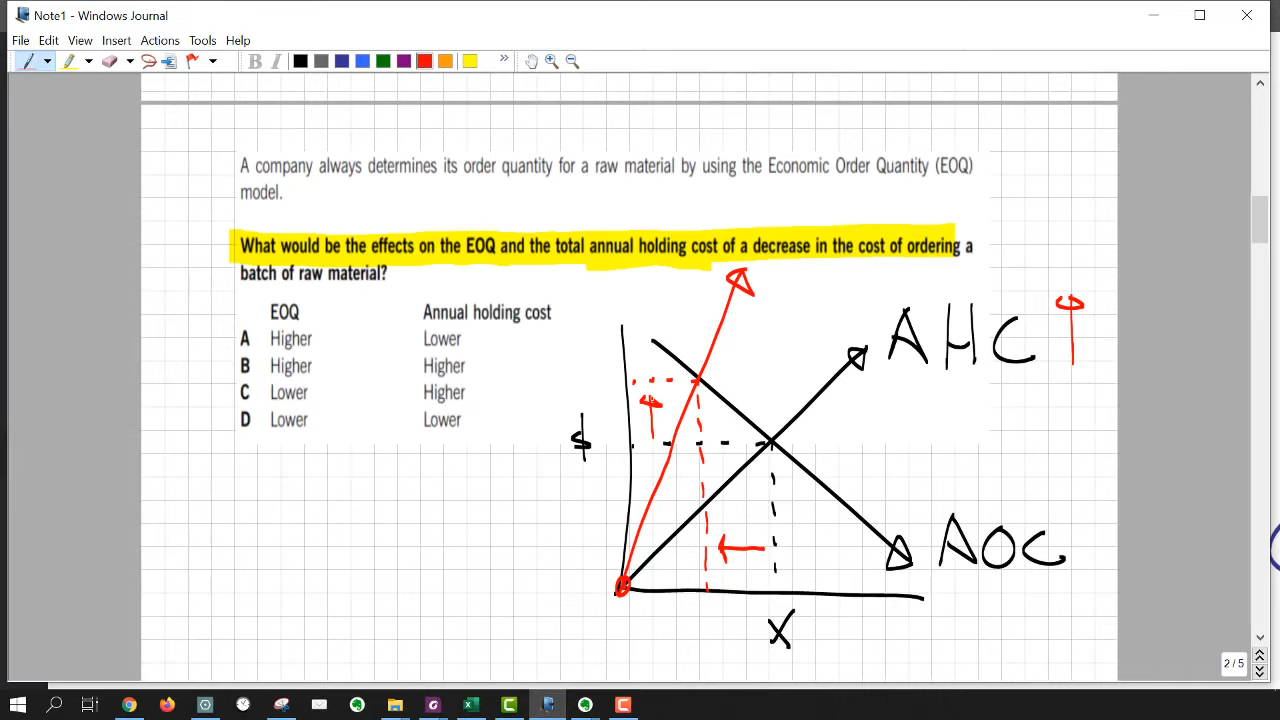 Note1 - Windows Journal
File Edit View Insert Actions Tools Help
B I »
A company always determines its order quantity for a raw material by using the Economic Order Quantity (EOQ)
model.
What would be the effects on the EOQ and the total annual holding cost of a decrease in the cost of ordering a
batch of raw material?
EOQ Annual holding cost
A Higher Lower
B Higher Higher
C Lower Higher
D Lower Lower
AHC
$
AOC
X
2 / 5